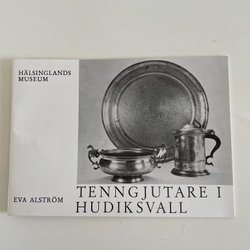 HÄLSINGLANDS
MUSEUM
EVA ALSTRÖM
TENNGJUTARE I
HUDIKSVALL